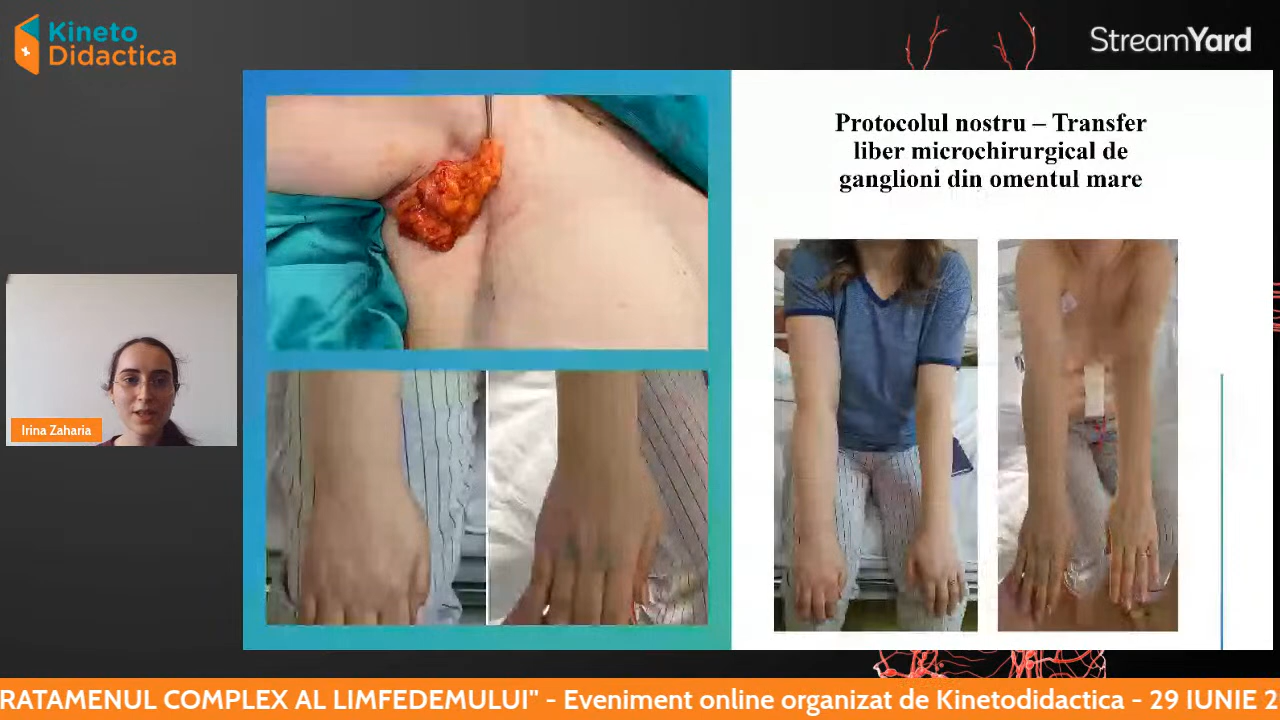 Kineto
Didactica
StreamYard
Protocolul nostru – Transfer
liber microchirurgical de
ganglioni din omentul mare
Irina Zaharia
RATAMENUL COMPLEX AL LIMFEDEMULUI" - Eveniment online organizat de Kinetodidactica - 29 IUNIE 2